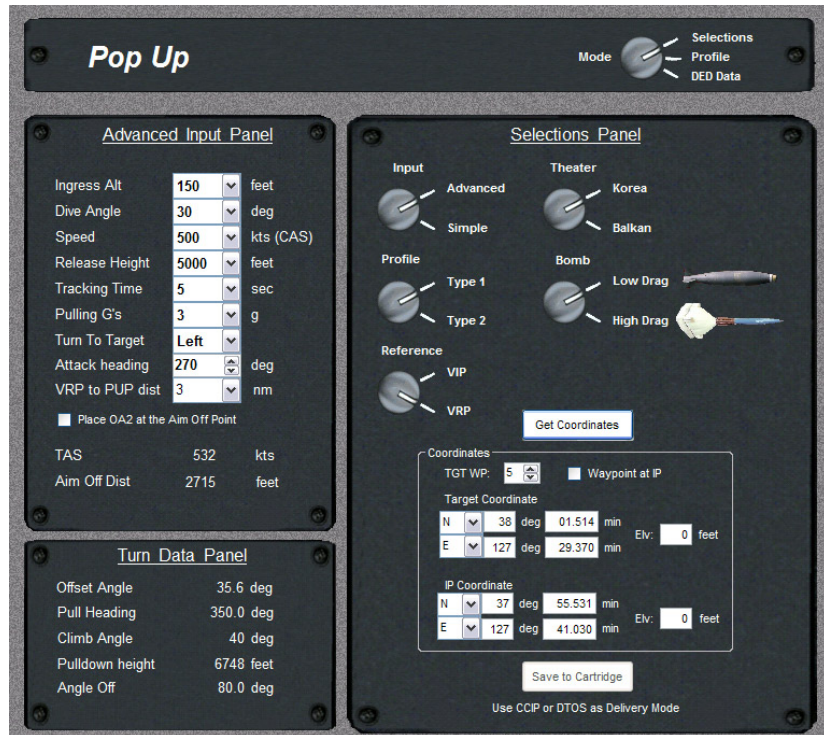 Pop Up
Mode
Selections
Profile
DED Data
Advanced Input Panel
Ingress Alt 150 feet
Dive Angle 30 deg
Speed 500 kts (CAS)
Release Height 5000 feet
Tracking Time 5 sec
Pulling G's 3 g
Turn To Target Left
Attack heading 270 deg
VRP to PUP dist 3 nm
Place OA2 at the Aim Off Point
TAS 532 kts
Aim Off Dist 2715 feet
Turn Data Panel
Offset Angle 35.6 deg
Pull Heading 350.0 deg
Climb Angle 40 deg
Pulldown height 6748 feet
Angle Off 80.0 deg
Selections Panel
Input
Advanced
Simple
Theater
Korea
Balkan
Profile
Type 1
Type 2
Bomb
Low Drag
High Drag
Reference
VIP
VRP
Get Coordinates
Coordinates
TGT WP: 5 Waypoint at IP
Target Coordinate
N 38 deg 01.514 min
E 127 deg 29.370 min
Elv: 0 feet
IP Coordinate
N 37 deg 55.531 min
E 127 deg 41.030 min
Elv: 0 feet
Save to Cartridge
Use CCIP or DTOS as Delivery Mode